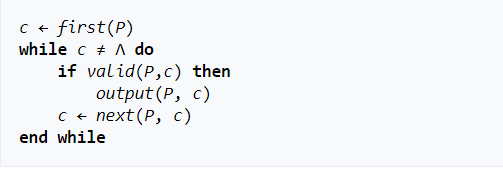 c ← first(P)
while c ≠ Λ do
    if valid(P,c) then
        output(P, c)
    c ← next(P, c)
end while